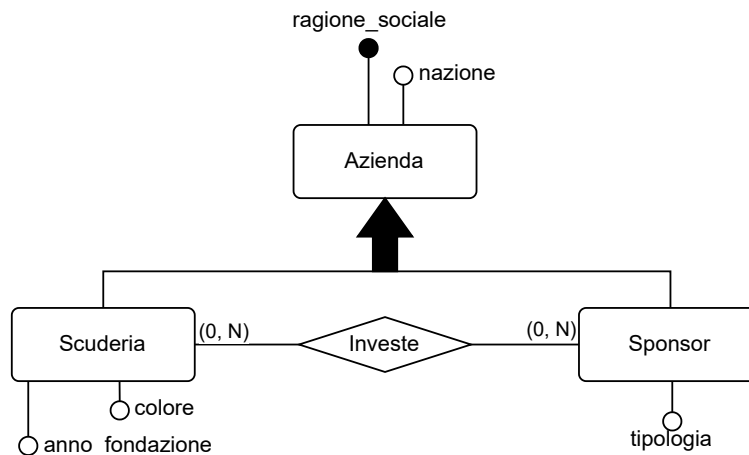 ragione_sociale
nazione
Azienda
Scuderia
(0, N)
Investe
(0, N)
Sponsor
colore
anno_fondazione
tipologia